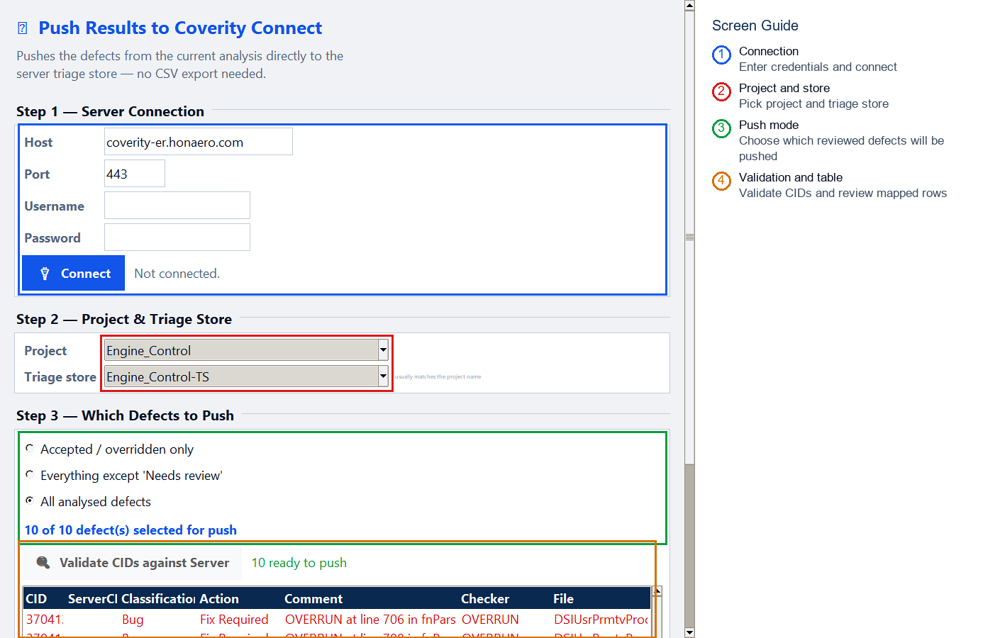 Push Results to Coverity Connect
Pushes the defects from the current analysis directly to the
server triage store — no CSV export needed.
Step 1 — Server Connection
Host
coverity-er.honaero.com
Port
443
Username
Password
Connect
Not connected.
Step 2 — Project & Triage Store
Project
Engine_Control
Triage store
Engine_Control-TS
usually matches the project name
Step 3 — Which Defects to Push
Accepted / overridden only
Everything except 'Needs review'
All analysed defects
10 of 10 defect(s) selected for push
Validate CIDs against Server
10 ready to push
CID ServerCI Classification Action Comment Checker File
37041 Bug Fix Required OVERRUN at line 706 in fnPars OVERRUN DSIUsrPrmtvProc
Screen Guide
1 Connection
Enter credentials and connect
2 Project and store
Pick project and triage store
3 Push mode
Choose which reviewed defects will be
pushed
4 Validation and table
Validate CIDs and review mapped rows